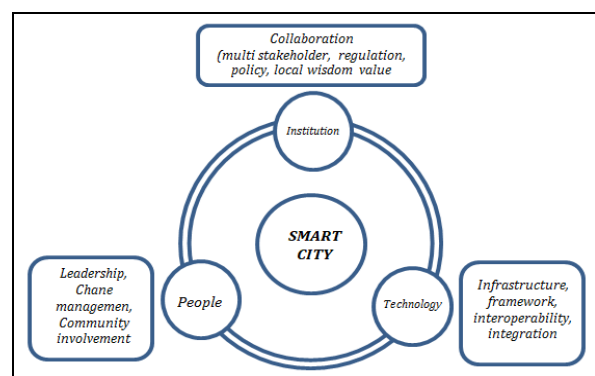 Collaboration
(multi stakeholder, regulation,
policy, local wisdom value
Institution
SMART
CITY
Leadership,
Chane
managemen,
Community
involvement
People
Technology
Infrastructure,
framework,
interoperability,
integration